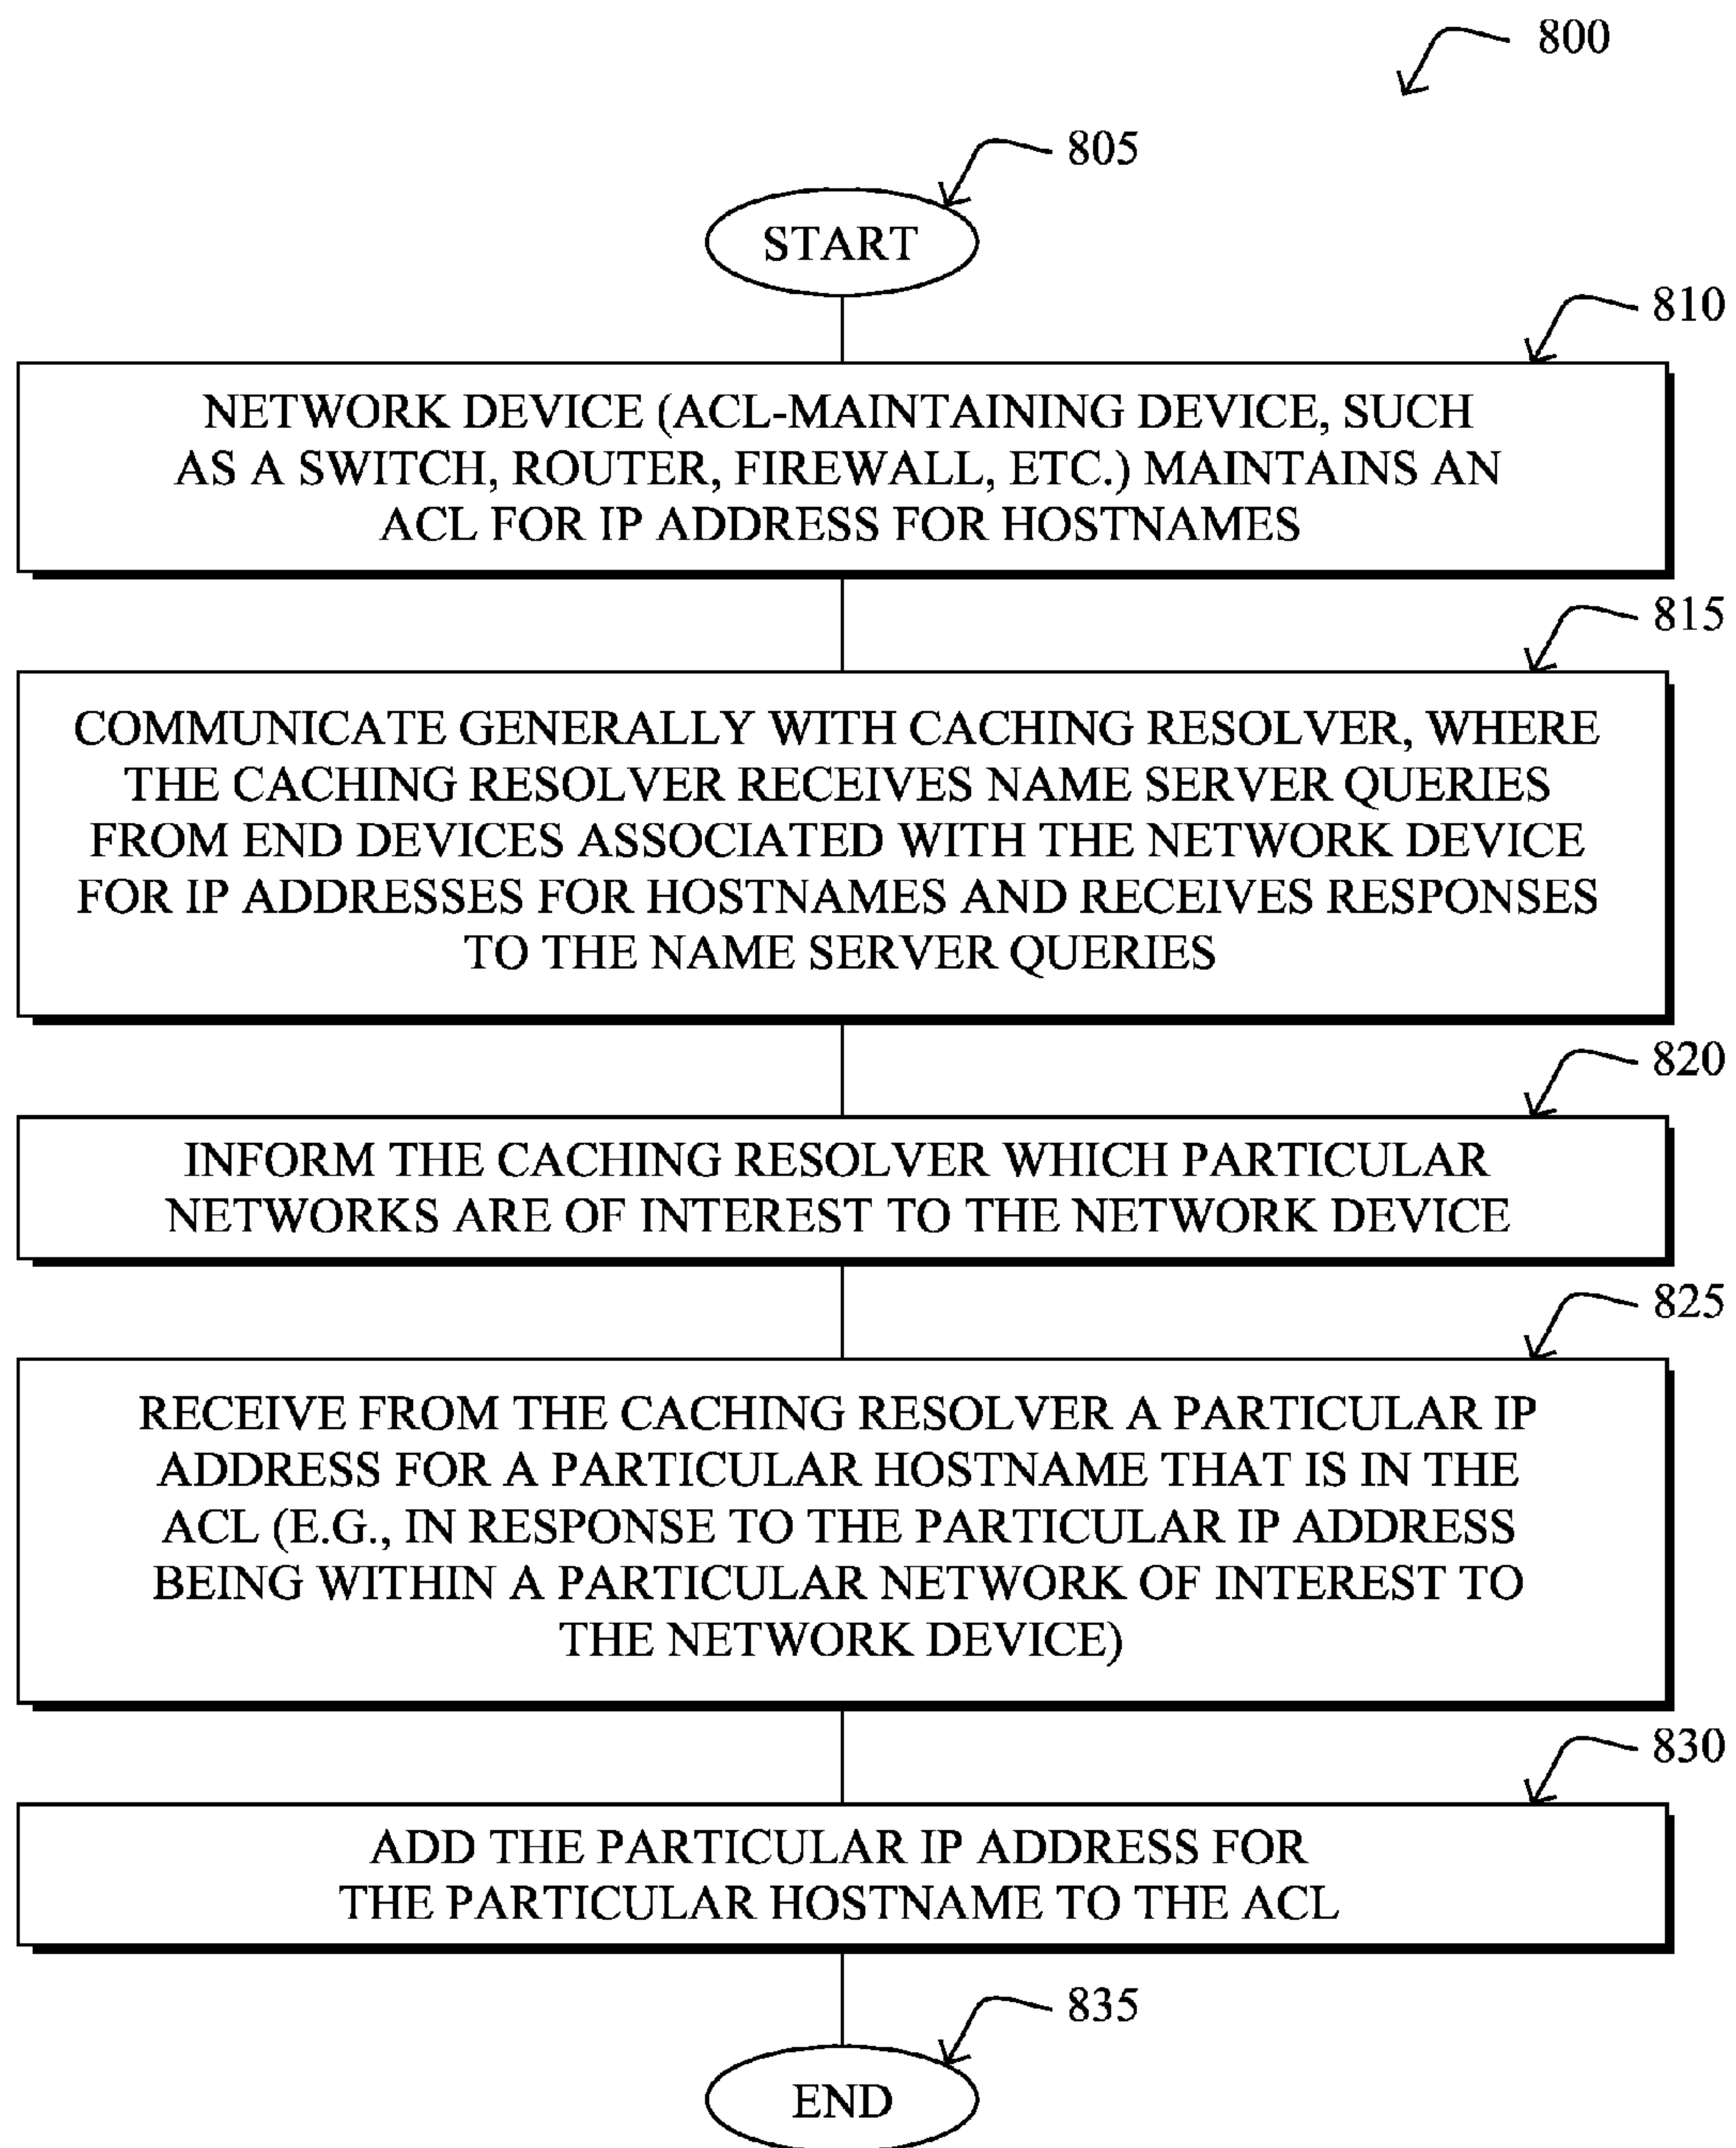 800
805
START
810
NETWORK DEVICE (ACL-MAINTAINING DEVICE, SUCH
AS A SWITCH, ROUTER, FIREWALL, ETC.) MAINTAINS AN
ACL FOR IP ADDRESS FOR HOSTNAMES
815
COMMUNICATE GENERALLY WITH CACHING RESOLVER, WHERE
THE CACHING RESOLVER RECEIVES NAME SERVER QUERIES
FROM END DEVICES ASSOCIATED WITH THE NETWORK DEVICE
FOR IP ADDRESSES FOR HOSTNAMES AND RECEIVES RESPONSES
TO THE NAME SERVER QUERIES
820
INFORM THE CACHING RESOLVER WHICH PARTICULAR
NETWORKS ARE OF INTEREST TO THE NETWORK DEVICE
825
RECEIVE FROM THE CACHING RESOLVER A PARTICULAR IP
ADDRESS FOR A PARTICULAR HOSTNAME THAT IS IN THE
ACL (E.G., IN RESPONSE TO THE PARTICULAR IP ADDRESS
BEING WITHIN A PARTICULAR NETWORK OF INTEREST TO
THE NETWORK DEVICE)
830
ADD THE PARTICULAR IP ADDRESS FOR
THE PARTICULAR HOSTNAME TO THE ACL
835
END